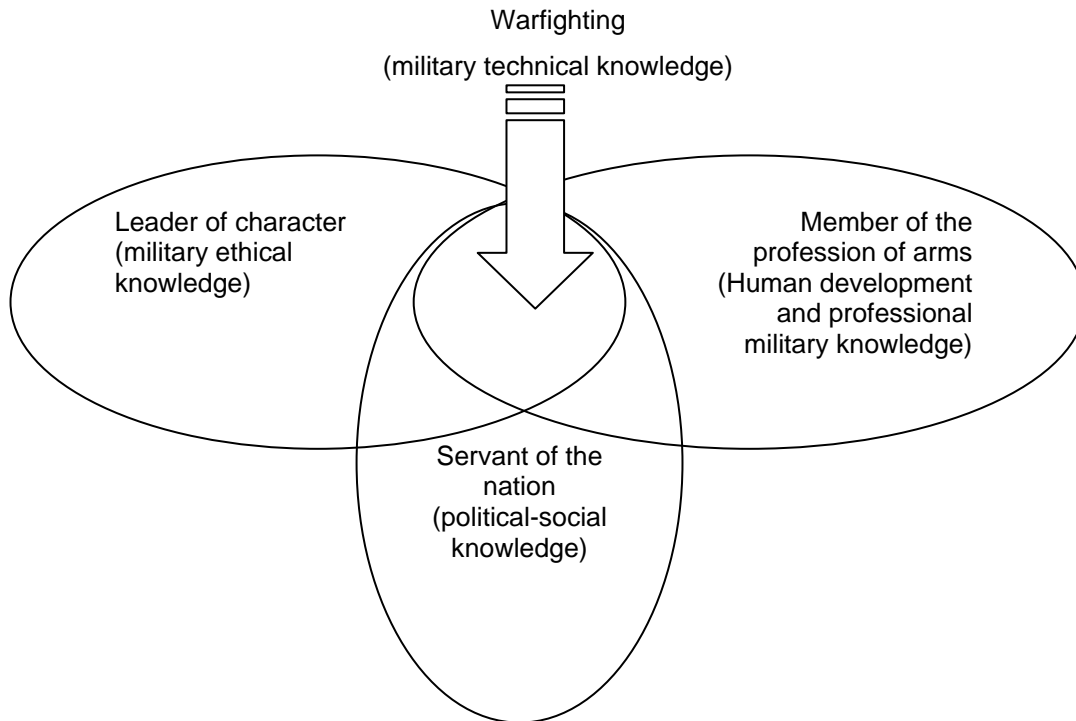 Warfighting
(military technical knowledge)
Leader of character
(military ethical
knowledge)
Member of the
profession of arms
(Human development
and professional
military knowledge)
Servant of the
nation
(political-social
knowledge)